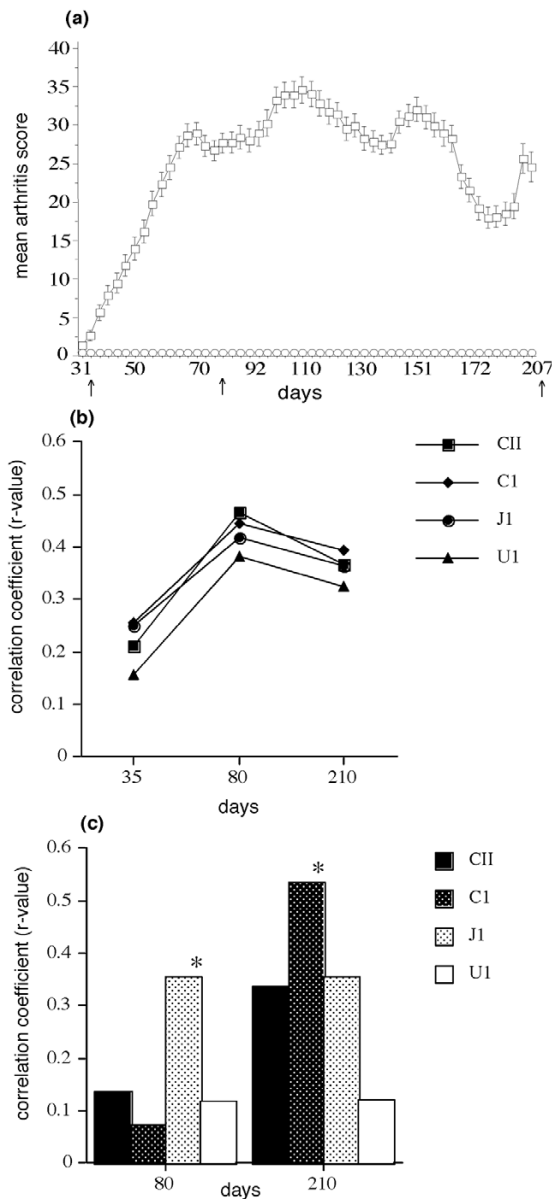 (a)
mean arthritis score
40
35
30
25
20
15
10
5
0
31 50 70 92 110 130 151 172 207
days
(b)
correlation coefficient (r-value)
0.6
0.5
0.4
0.3
0.2
0.1
0
35 80 210
days
CII
C1
J1
U1
(c)
correlation coefficient (r-value)
0.6
0.5
0.4
0.3
0.2
0.1
0
* *
80 210
days
CII
C1
J1
U1